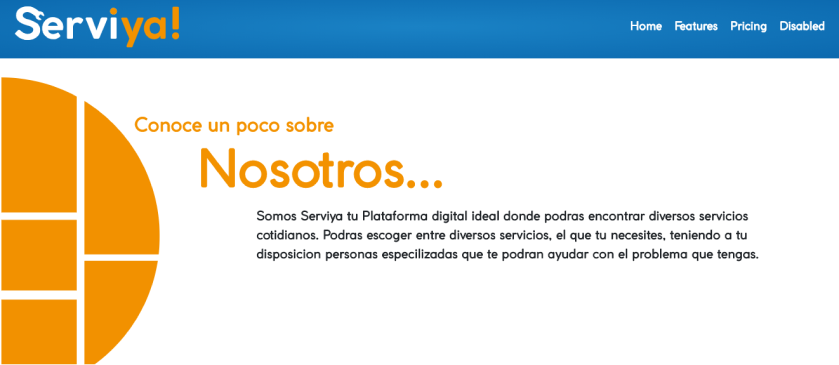 Serviya!
Home Features Pricing Disabled
Conoce un poco sobre
Nosotros...
Somos Serviya tu Plataforma digital ideal donde podras encontrar diversos servicios
cotidianos. Podras escoger entre diversos servicios, el que tu necesites, teniendo a tu
disposicion personas especilizadas que te podran ayudar con el problema que tengas.